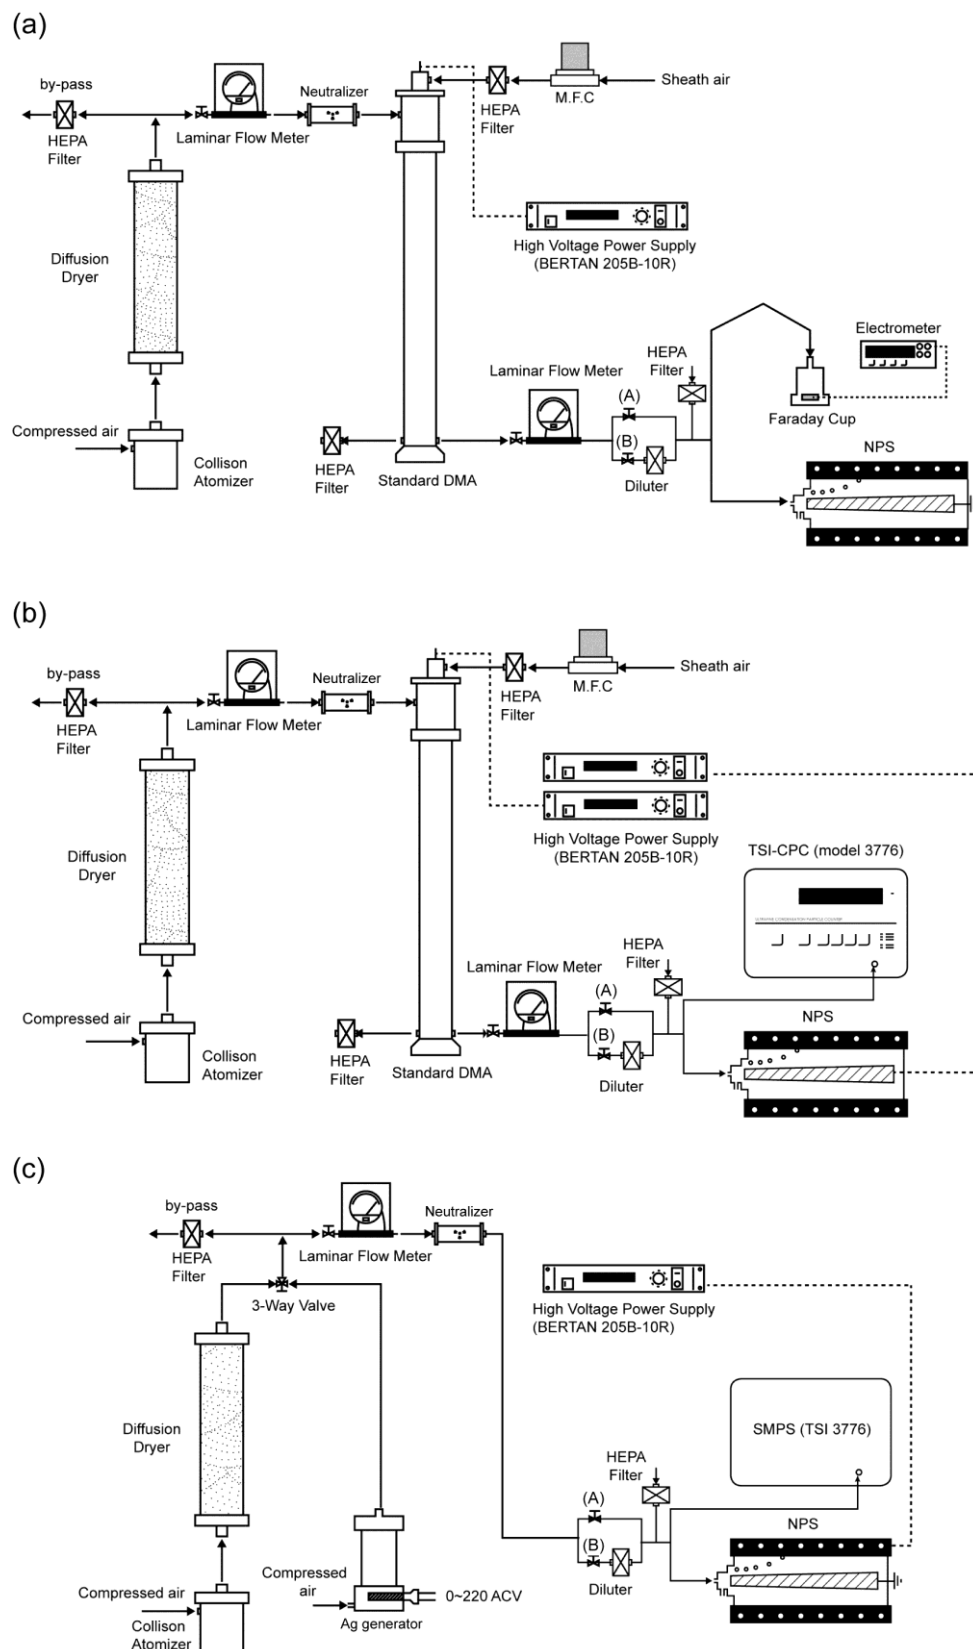 (a)
by-pass
HEPA
Filter
Laminar Flow Meter
Neutralizer
HEPA
Filter
M.F.C
Sheath air
Diffusion
Dryer
High Voltage Power Supply
(BERTAN 205B-10R)
Compressed air
Collison
Atomizer
HEPA
Filter
Standard DMA
Laminar Flow Meter
(A)
(B)
Diluter
HEPA
Filter
Electrometer
Faraday Cup
NPS
(b)
by-pass
HEPA
Filter
Laminar Flow Meter
Neutralizer
HEPA
Filter
M.F.C
Sheath air
Diffusion
Dryer
High Voltage Power Supply
(BERTAN 205B-10R)
TSI-CPC (model 3776)
Compressed air
Collison
Atomizer
HEPA
Filter
Standard DMA
Laminar Flow Meter
(A)
(B)
Diluter
HEPA
Filter
NPS
(c)
by-pass
HEPA
Filter
Laminar Flow Meter
Neutralizer
3-Way Valve
High Voltage Power Supply
(BERTAN 205B-10R)
Diffusion
Dryer
SMPS (TSI 3776)
HEPA
Filter
(A)
(B)
Diluter
NPS
Compressed air
Collison
Atomizer
Compressed
air
Ag generator
0~220 ACV